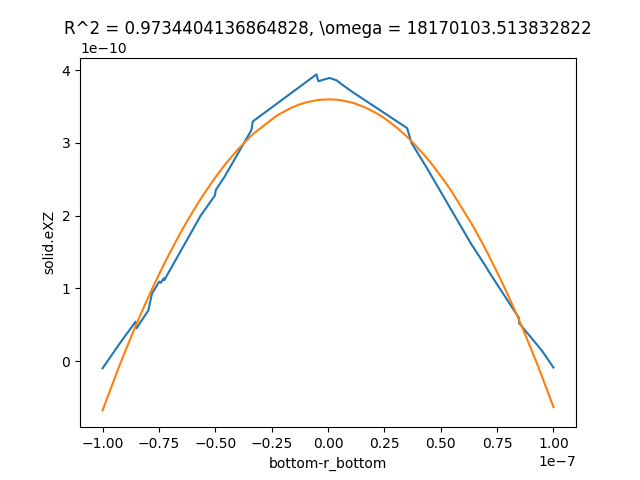 R^2 = 0.9734404136864828, \omega = 18170103.513832822
1e−10
4
3
2
1
0
solid.eXZ
−1.00 −0.75 −0.50 −0.25 0.00 0.25 0.50 0.75 1.00
bottom-r_bottom
1e−7